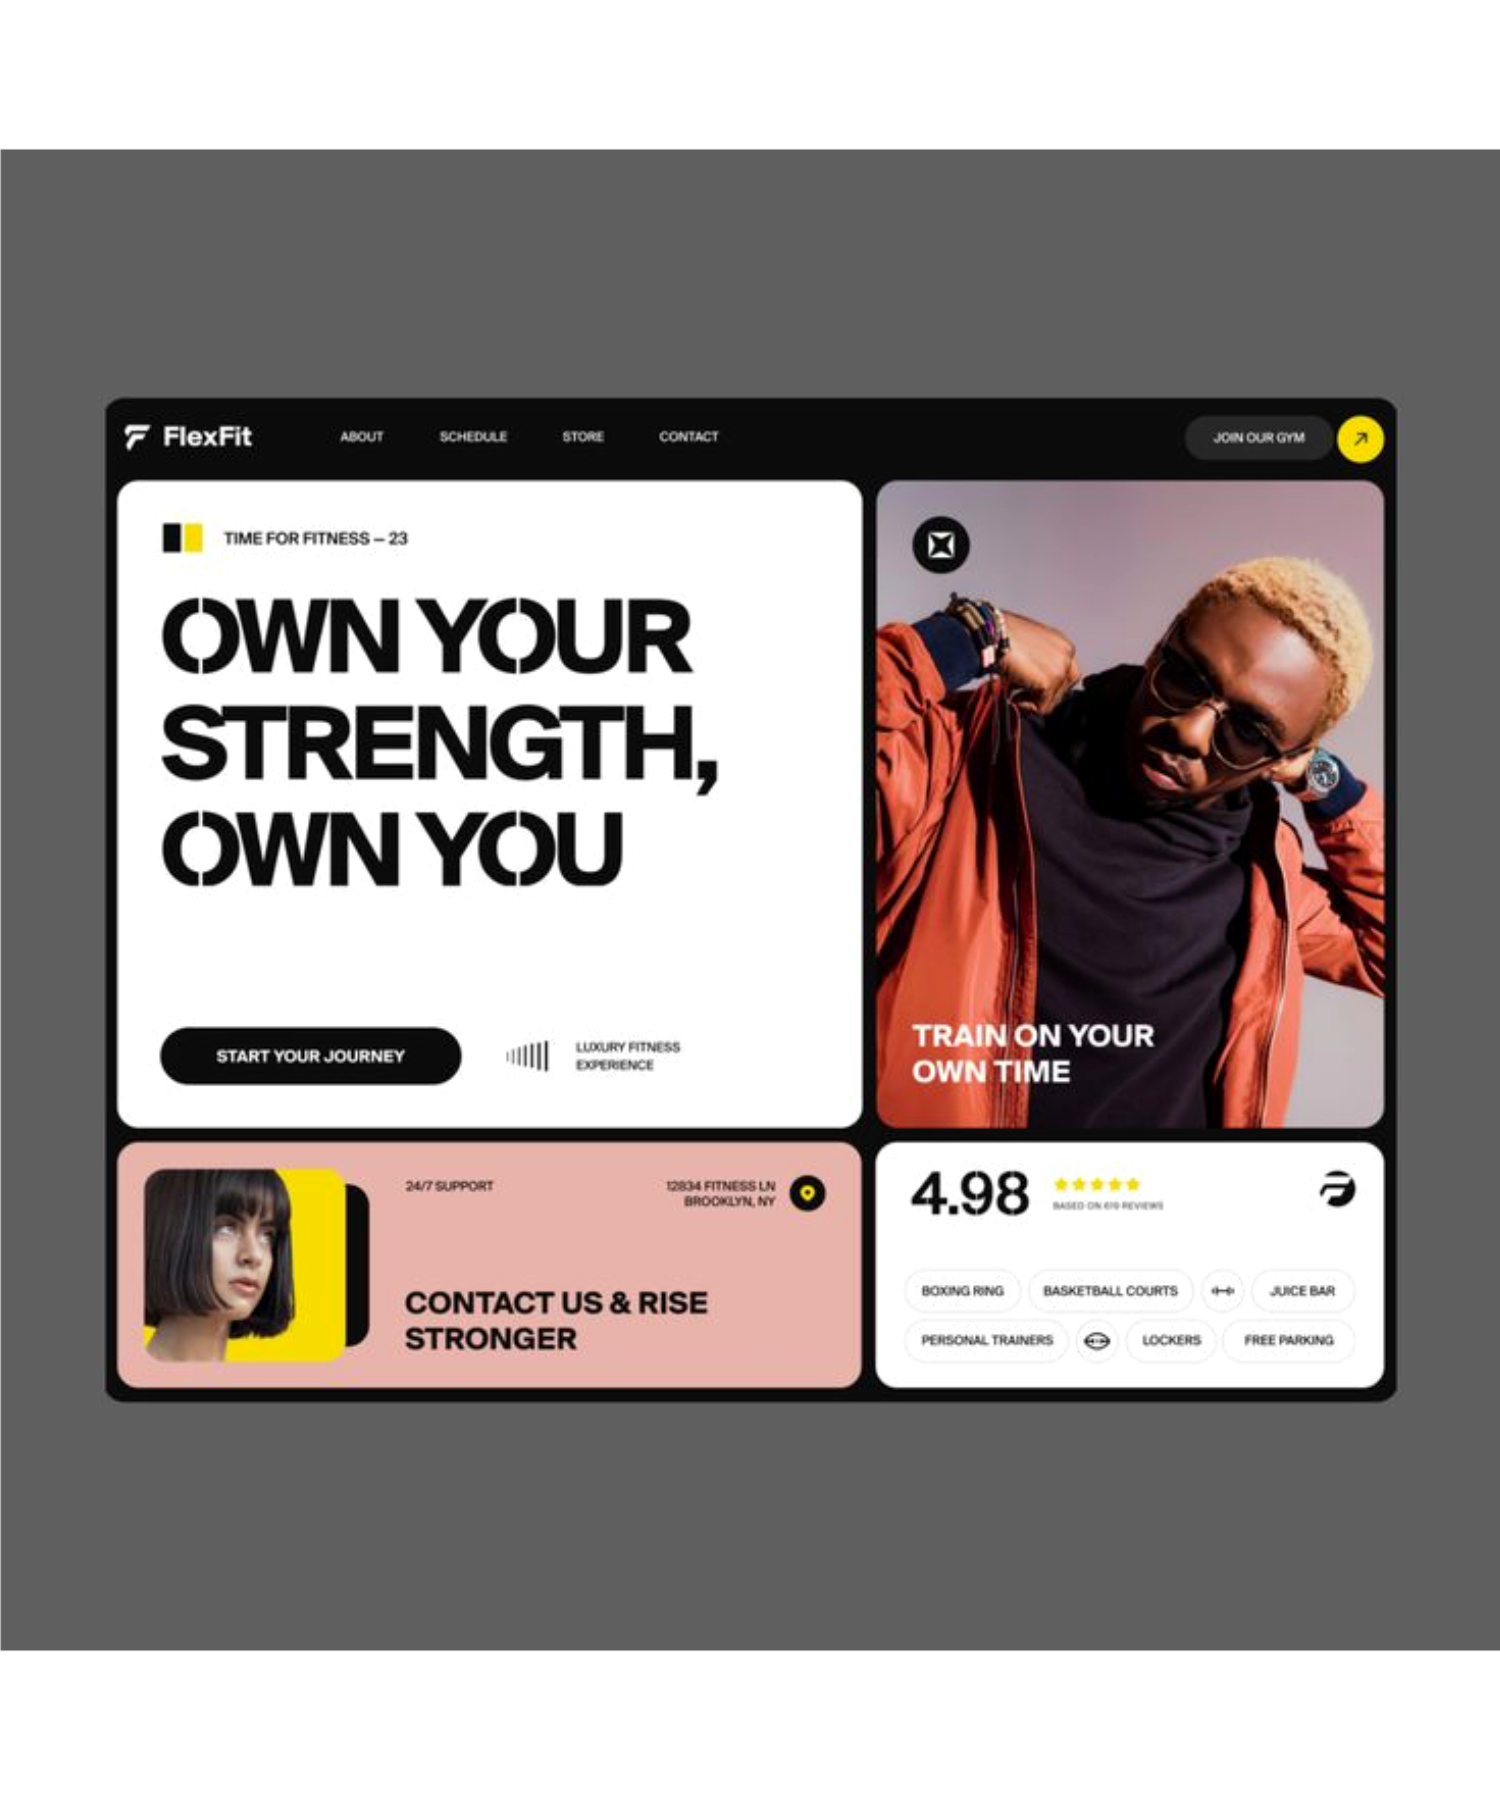 FlexFit
ABOUT
SCHEDULE
STORE
CONTACT
JOIN OUR GYM
TIME FOR FITNESS – 23
OWN YOUR
STRENGTH,
OWN YOU
START YOUR JOURNEY
LUXURY FITNESS
EXPERIENCE
TRAIN ON YOUR
OWN TIME
24/7 SUPPORT
12834 FITNESS LN
BROOKLYN, NY
CONTACT US & RISE
STRONGER
4.98
BASED ON 619 REVIEWS
BOXING RING
BASKETBALL COURTS
JUICE BAR
PERSONAL TRAINERS
LOCKERS
FREE PARKING